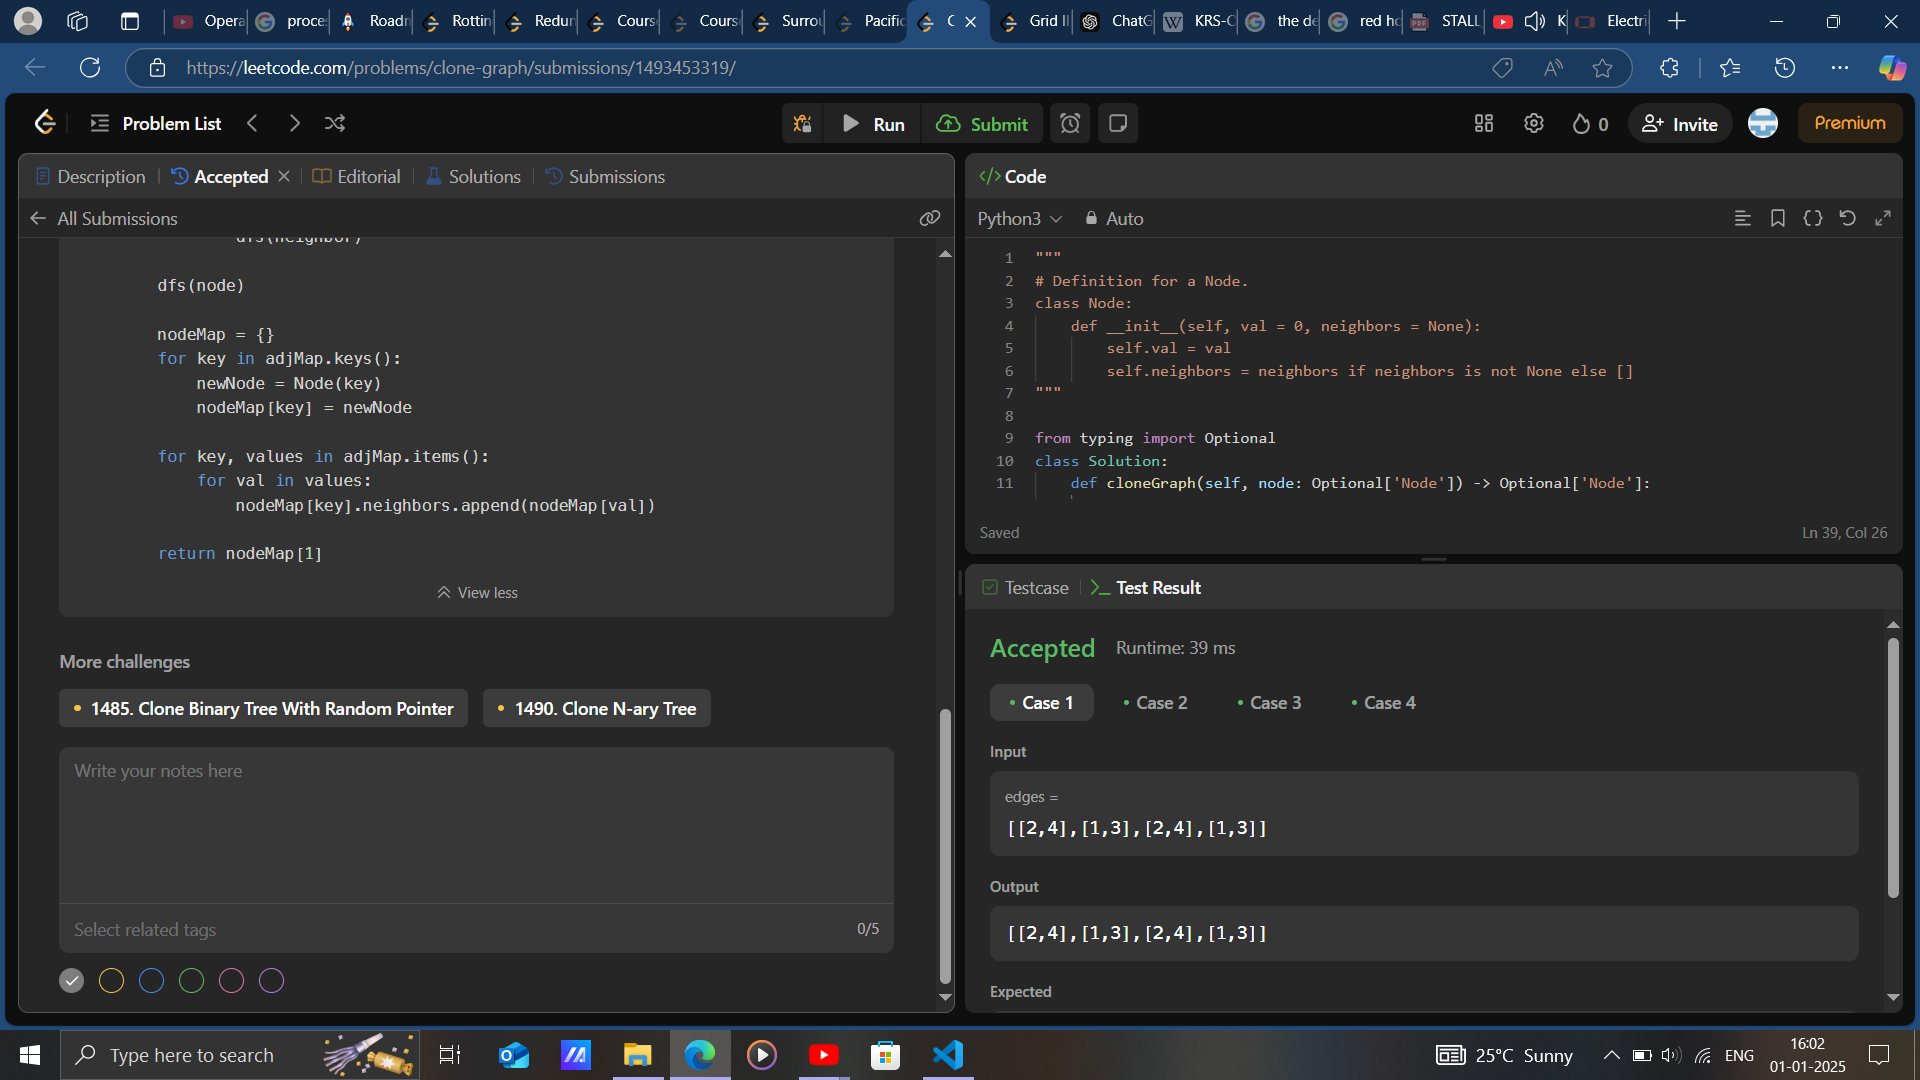 Opera
proces
Roadm
Rottin
Redun
Course
Course
Surrou
Pacific
C
Grid Il
ChatG
KRS-O
the de
red ho
STALL
K
Electri
https://leetcode.com/problems/clone-graph/submissions/1493453319/
Problem List
Run
Submit
0
Invite
Premium
Description
Accepted
Editorial
Solutions
Submissions
All Submissions
dfs(neighbor)
dfs(node)
nodeMap = {}
for key in adjMap.keys():
newNode = Node(key)
nodeMap[key] = newNode
for key, values in adjMap.items():
for val in values:
nodeMap[key].neighbors.append(nodeMap[val])
return nodeMap[1]
View less
More challenges
1485. Clone Binary Tree With Random Pointer
1490. Clone N-ary Tree
Write your notes here
Select related tags
0/5
Code
Python3
Auto
1 """
2 # Definition for a Node.
3 class Node:
4 def __init__(self, val = 0, neighbors = None):
5 self.val = val
6 self.neighbors = neighbors if neighbors is not None else []
7 """
8
9 from typing import Optional
10 class Solution:
11 def cloneGraph(self, node: Optional['Node']) -> Optional['Node']:
Saved
Ln 39, Col 26
Testcase
Test Result
Accepted
Runtime: 39 ms
Case 1
Case 2
Case 3
Case 4
Input
edges =
[[2,4],[1,3],[2,4],[1,3]]
Output
[[2,4],[1,3],[2,4],[1,3]]
Expected
Type here to search
25°C Sunny
ENG
16:02
01-01-2025